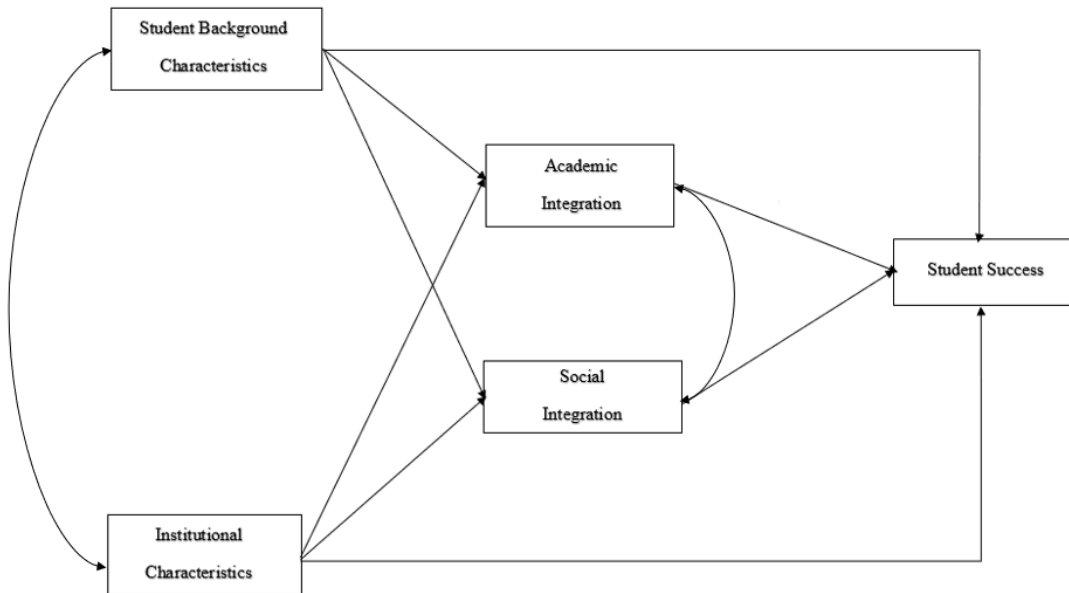 Student Background
Characteristics
Academic
Integration
Student Success
Social
Integration
Institutional
Characteristics